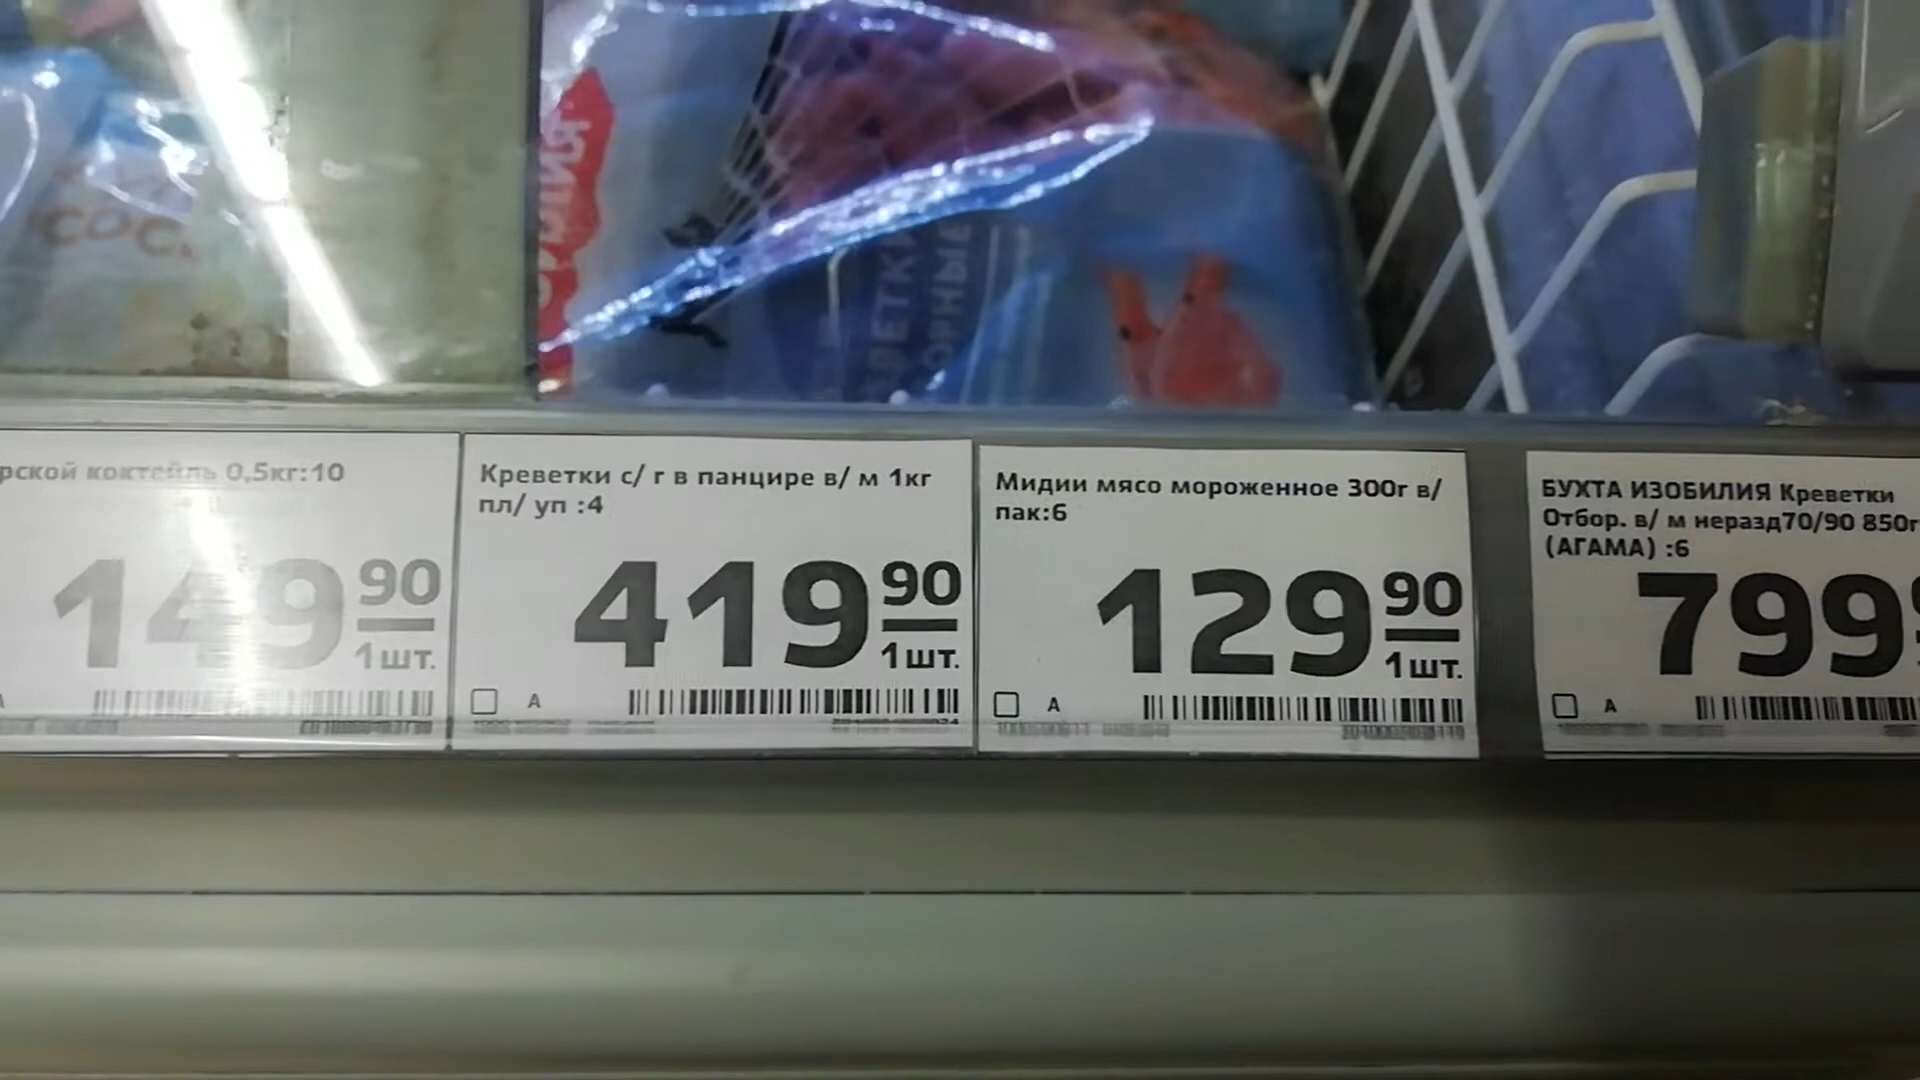 рской коктейль 0,5кг:10
149 90
1шт.
Креветки с/ г в панцире в/ м 1кг
пл/ уп :4
419 90
1шт.
А
Мидии мясо мороженное 300г в/
пак:6
129 90
1шт.
А
БУХТА ИЗОБИЛИЯ Креветки
Отбор. в/ м неразд70/90 850г
(АГАМА) :6
799
А